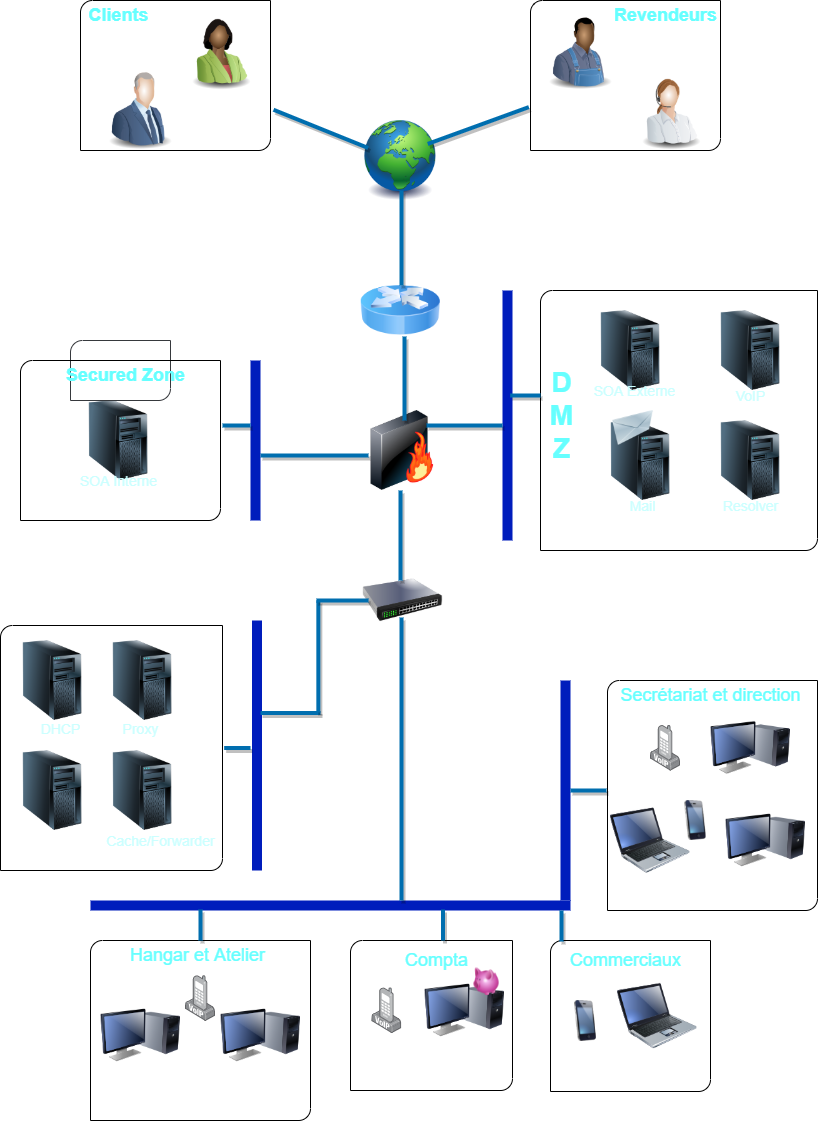 Clients
Revendeurs
Secured Zone
SOA Interne
D
M
Z
SOA Externe
VoIP
Mail
Resolver
DHCP
Proxy
Cache/Forwarder
Secrétariat et direction
VoIP
Hangar et Atelier
VoIP
Compta
VoIP
Commerciaux